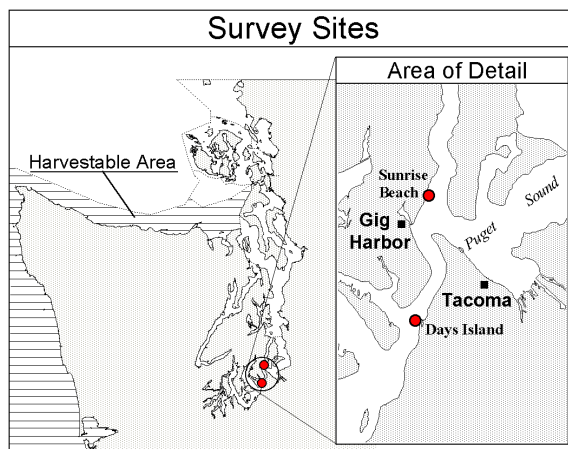 Survey Sites
Area of Detail
Harvestable Area
Sunrise
Beach
Gig
Harbor
Puget
Sound
Tacoma
Days Island